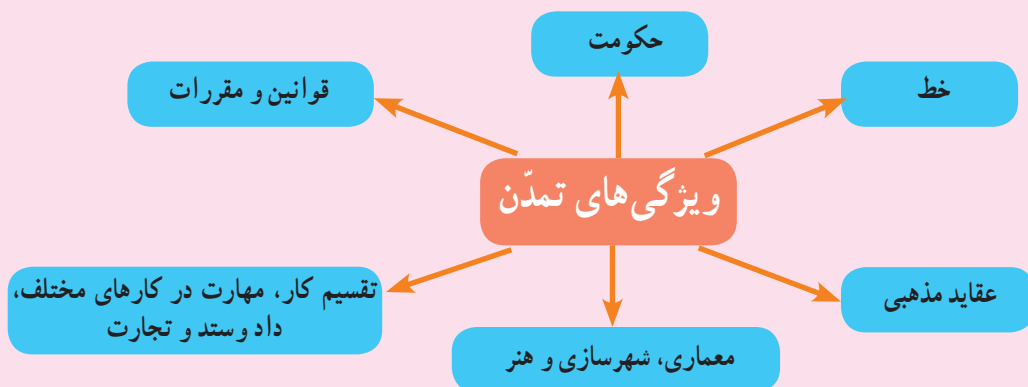 حکومت
خط
قوانین و مقررات
ویژگی‌های تمدّن
عقاید مذهبی
تقسیم کار، مهارت در کارهای مختلف،
داد وستد و تجارت
معماری، شهرسازی و هنر